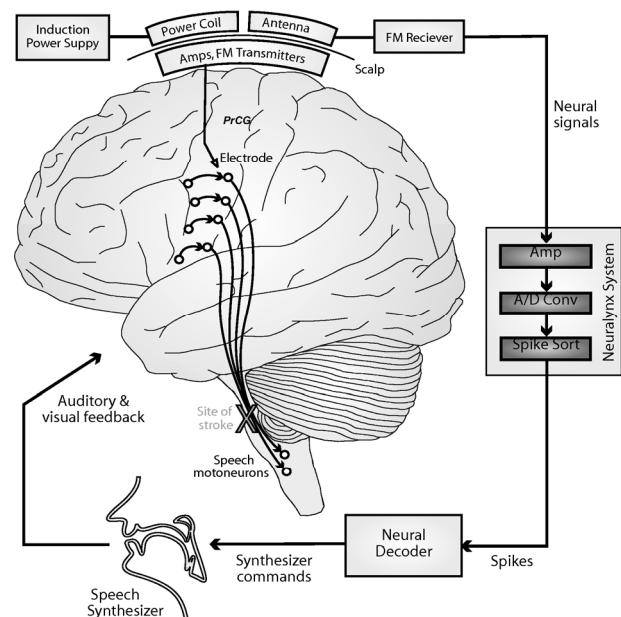 Induction
Power Suppy
Power Coil
Antenna
FM Reciever
Amps, FM Transmitters
Scalp
PrCG
Electrode
Neural
signals
Amp
A/D Conv
Spike Sort
Neuralynx System
Auditory &
visual feedback
Site of
stroke
X
Speech
motoneurons
Neural
Decoder
Synthesizer
commands
Spikes
Speech
Synthesizer